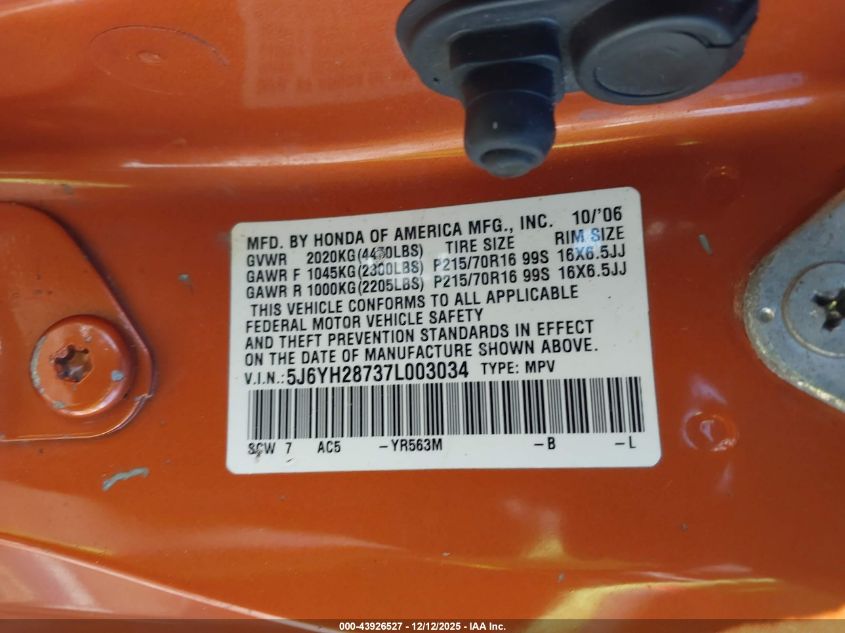 MFD. BY HONDA OF AMERICA MFG., INC. 10/'06
GVWR 2020KG(4450LBS) TIRE SIZE RIM SIZE
GAWR F 1045KG(2300LBS) P215/70R16 99S 16X6.5JJ
GAWR R 1000KG(2205LBS) P215/70R16 99S 16X6.5JJ
THIS VEHICLE CONFORMS TO ALL APPLICABLE
FEDERAL MOTOR VEHICLE SAFETY
AND THEFT PREVENTION STANDARDS IN EFFECT
ON THE DATE OF MANUFACTURE SHOWN ABOVE.
V.I.N.: 5J6YH28737L003034 TYPE: MPV
SCW 7 AC5 -YR563M -B -L
000-43926527 - 12/12/2025 - IAA Inc.